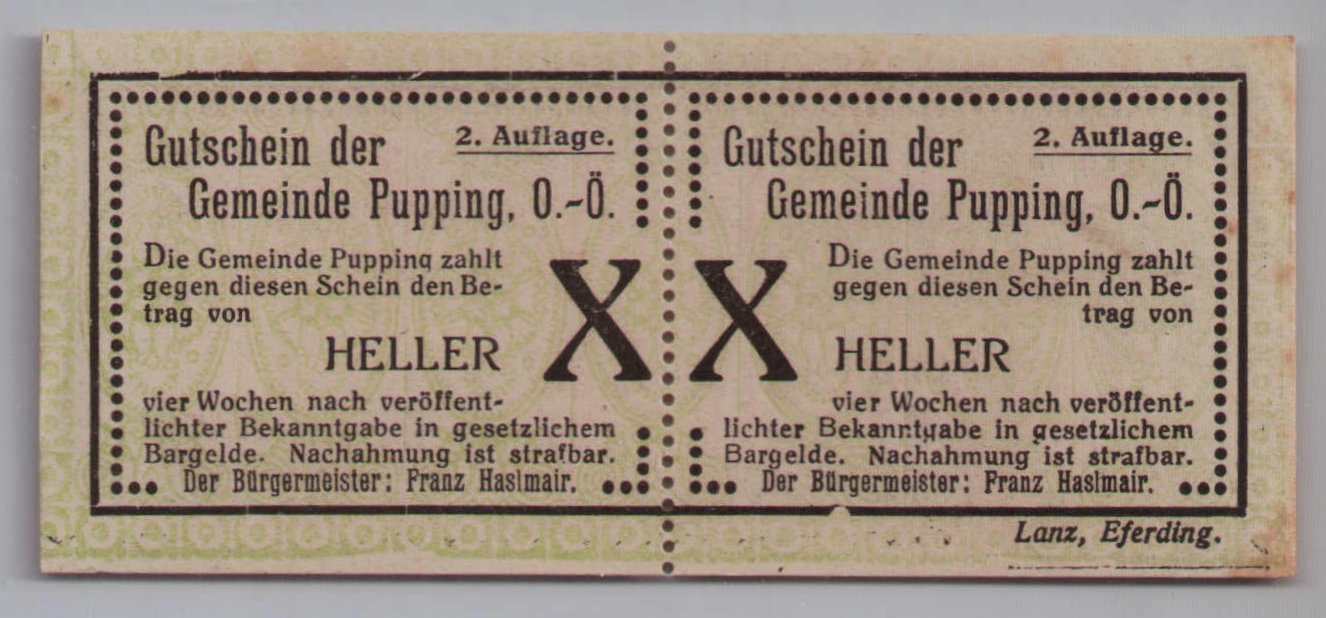 Gutschein der 2. Auflage.
Gemeinde Pupping, O.-Ö.
Die Gemeinde Pupping zahlt
gegen diesen Schein den Be-
trag von
HELLER X
vier Wochen nach veröffent-
lichter Bekanntgabe in gesetzlichem
Bargelde. Nachahmung ist strafbar.
Der Bürgermeister: Franz Haslmair.
Gutschein der 2. Auflage.
Gemeinde Pupping, O.-Ö.
Die Gemeinde Pupping zahlt
gegen diesen Schein den Be-
trag von
X HELLER
vier Wochen nach veröffent-
lichter Bekanntgabe in gesetzlichem
Bargelde. Nachahmung ist strafbar.
Der Bürgermeister: Franz Haslmair.
Lanz, Eferding.